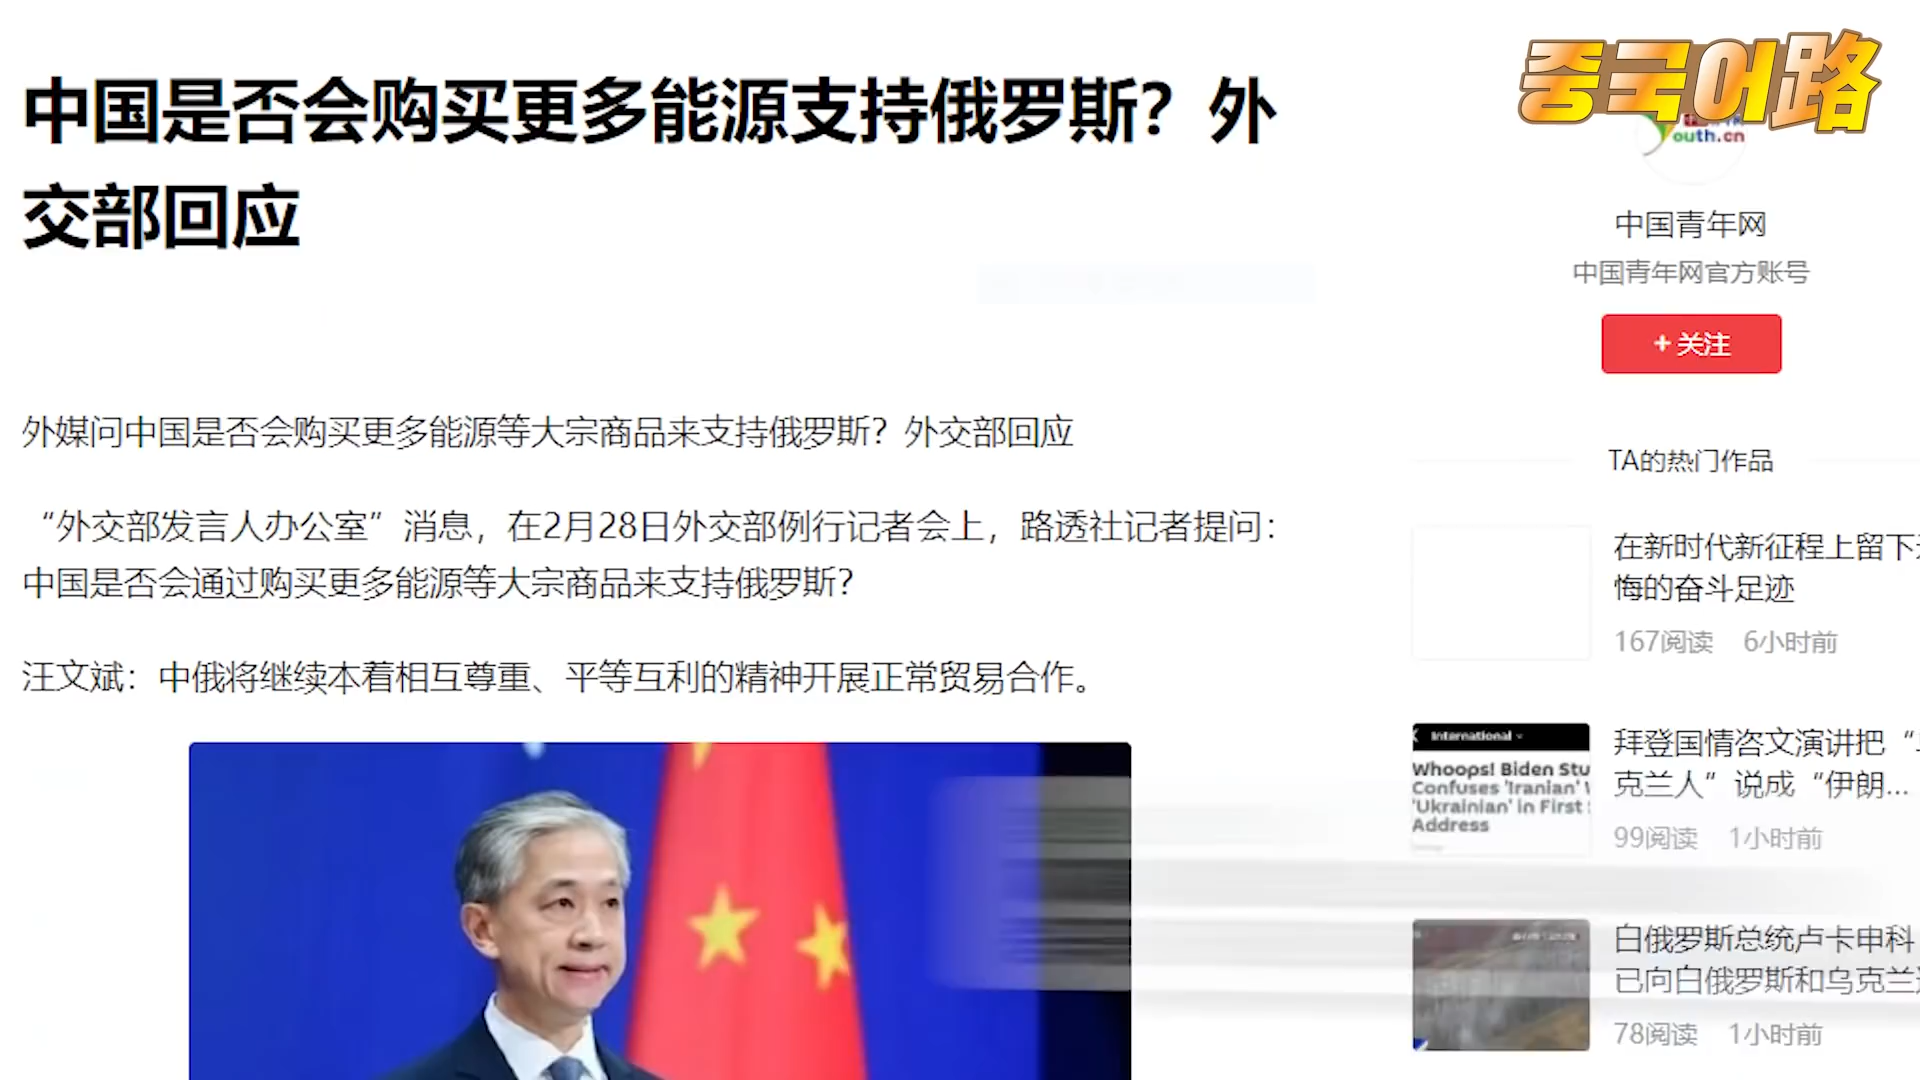 中国是否会购买更多能源支持俄罗斯？外
交部回应
外媒问中国是否会购买更多能源等大宗商品来支持俄罗斯？外交部回应
“外交部发言人办公室”消息，在2月28日外交部例行记者会上，路透社记者提问：
中国是否会通过购买更多能源等大宗商品来支持俄罗斯？
汪文斌：中俄将继续本着相互尊重、平等互利的精神开展正常贸易合作。
중국어路
outh.cn
中国青年网
中国青年网官方账号
+ 关注
TA的热门作品
在新时代新征程上留下
悔的奋斗足迹
167阅读 6小时前
International
Whoops! Biden Stu
Confuses 'Iranian'
'Ukrainian' in First
Address
拜登国情咨文演讲把“
克兰人”说成“伊朗...
99阅读 1小时前
白俄罗斯总统卢卡申科
已向白俄罗斯和乌克兰
78阅读 1小时前